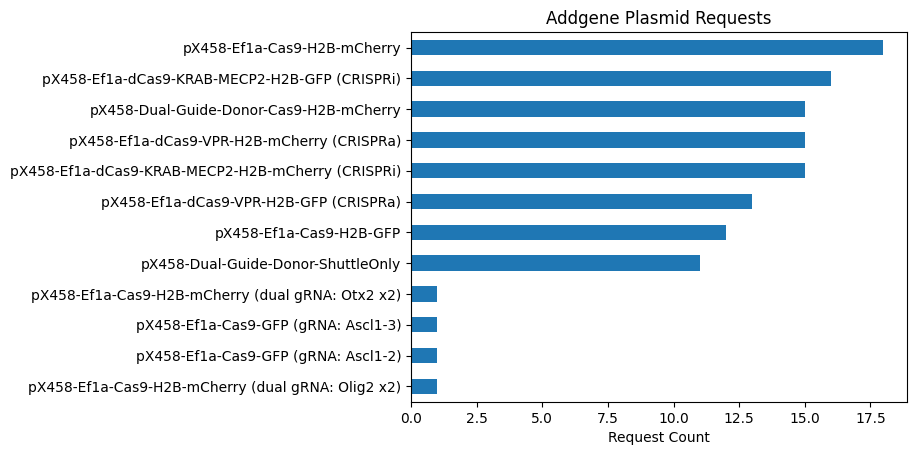 Addgene Plasmid Requests
pX458-Ef1a-Cas9-H2B-mCherry
pX458-Ef1a-dCas9-KRAB-MECP2-H2B-GFP (CRISPRi)
pX458-Dual-Guide-Donor-Cas9-H2B-mCherry
pX458-Ef1a-dCas9-VPR-H2B-mCherry (CRISPRa)
pX458-Ef1a-dCas9-KRAB-MECP2-H2B-mCherry (CRISPRi)
pX458-Ef1a-dCas9-VPR-H2B-GFP (CRISPRa)
pX458-Ef1a-Cas9-H2B-GFP
pX458-Dual-Guide-Donor-ShuttleOnly
pX458-Ef1a-Cas9-H2B-mCherry (dual gRNA: Otx2 x2)
pX458-Ef1a-Cas9-GFP (gRNA: Ascl1-3)
pX458-Ef1a-Cas9-GFP (gRNA: Ascl1-2)
pX458-Ef1a-Cas9-H2B-mCherry (dual gRNA: Olig2 x2)
0.0 2.5 5.0 7.5 10.0 12.5 15.0 17.5
Request Count